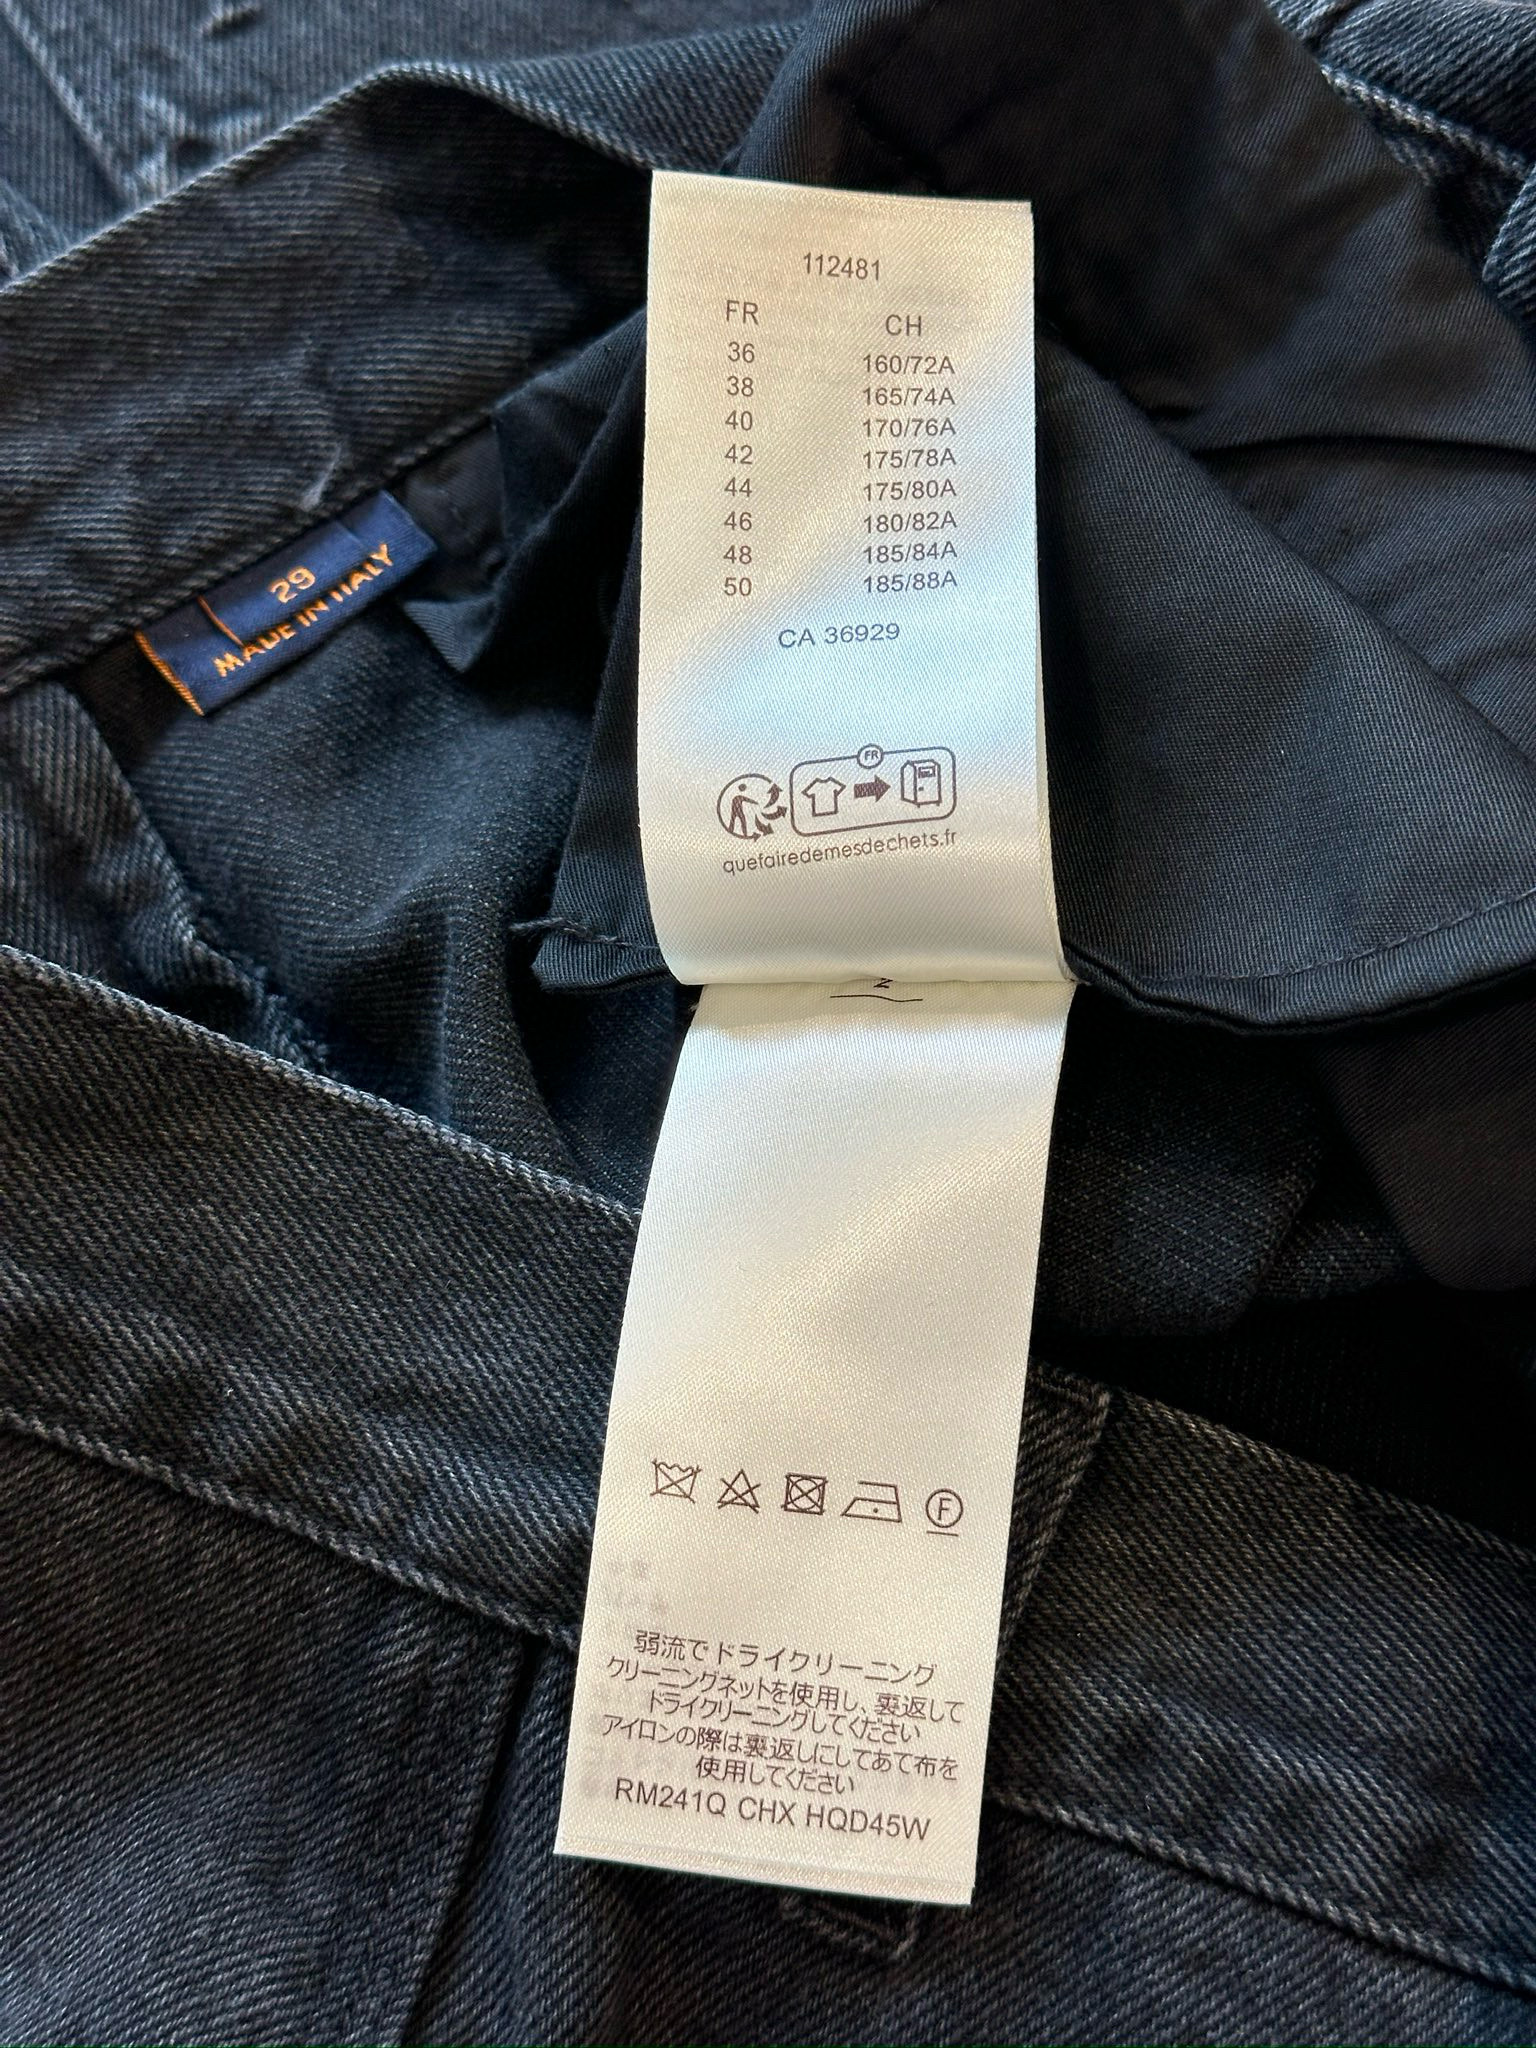 112481
FR CH
36 160/72A
38 165/74A
40 170/76A
42 175/78A
44 175/80A
46 180/82A
48 185/84A
50 185/88A
CA 36929
FR
quefairedemesdechets.fr
29
MADE IN ITALY
F
弱流でドライクリーニング
クリーニングネットを使用し、裏返して
ドライクリーニングしてください
アイロンの際は裏返しにしてあて布を
使用してください
RM241Q CHX HQD45W